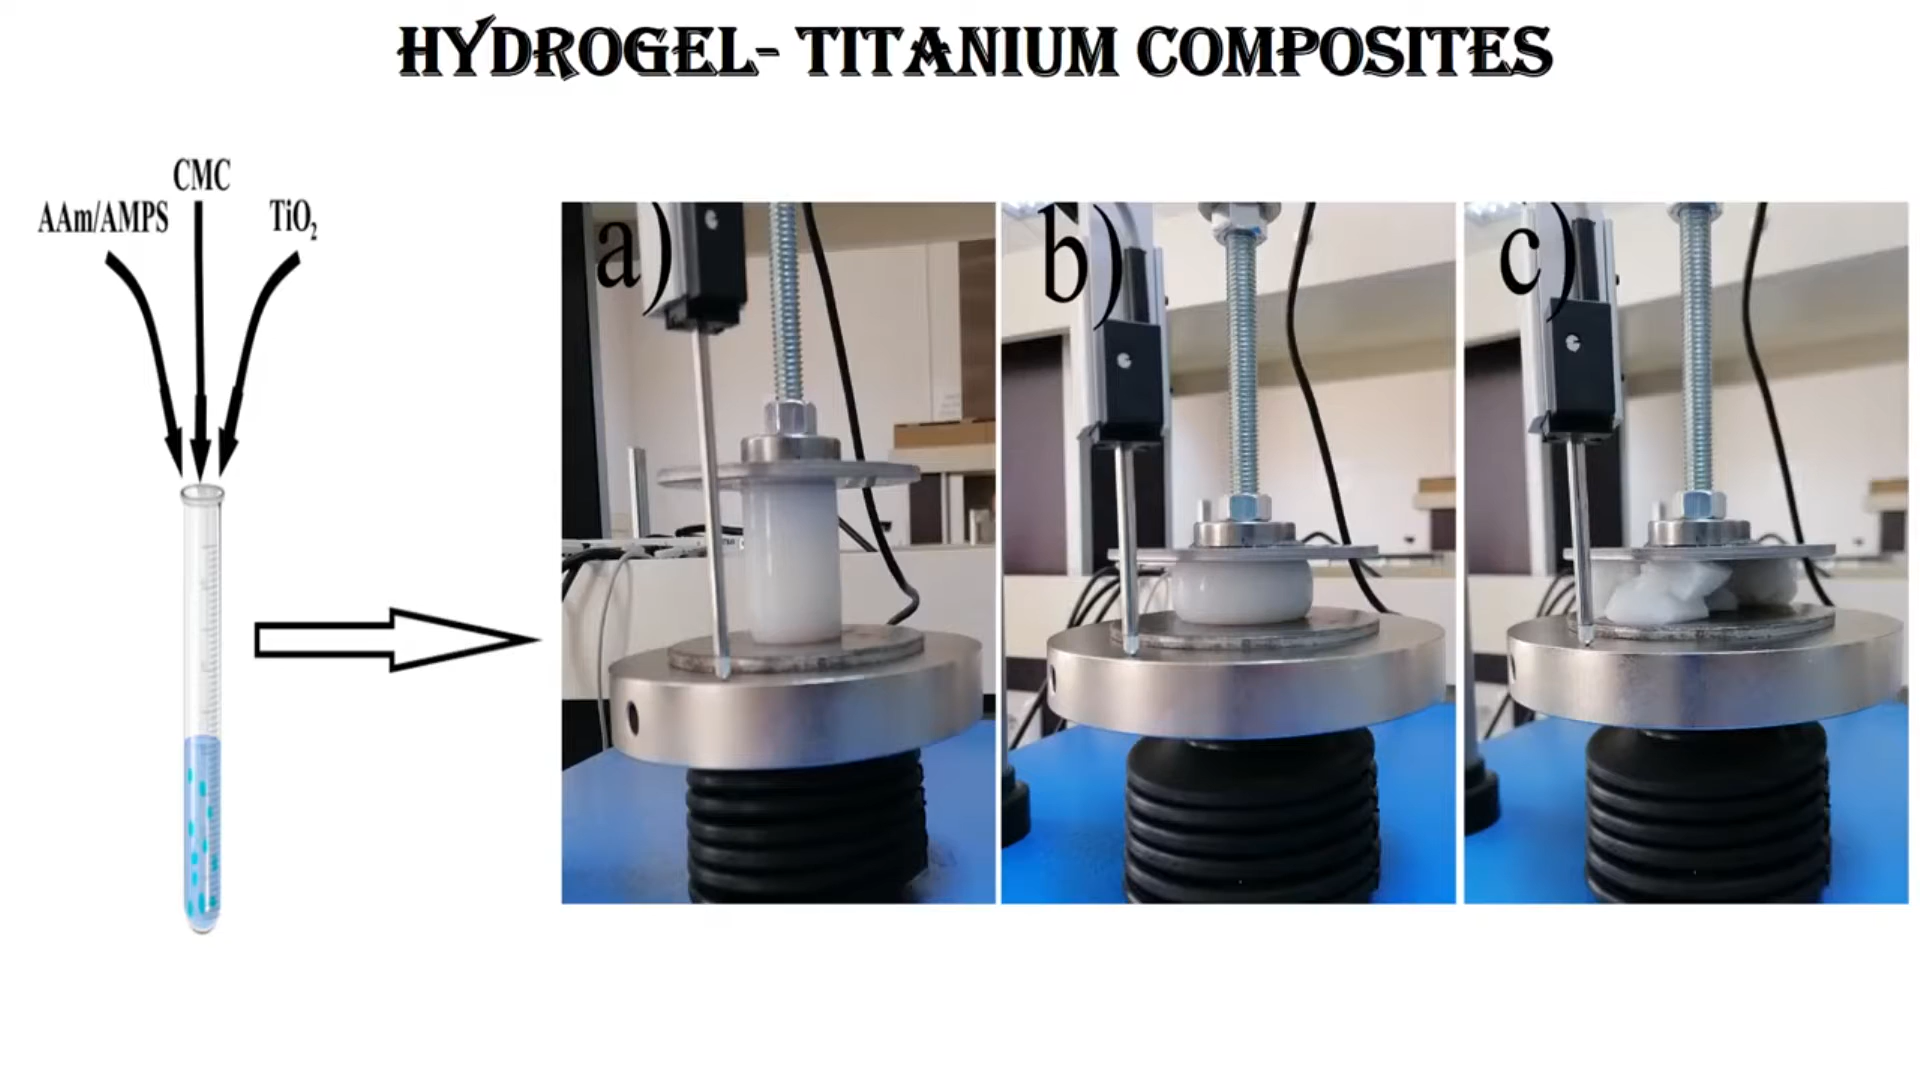 HYDROGEL- TITANIUM COMPOSITES
CMC
AAm/AMPS
TiO₂
a)
b)
c)